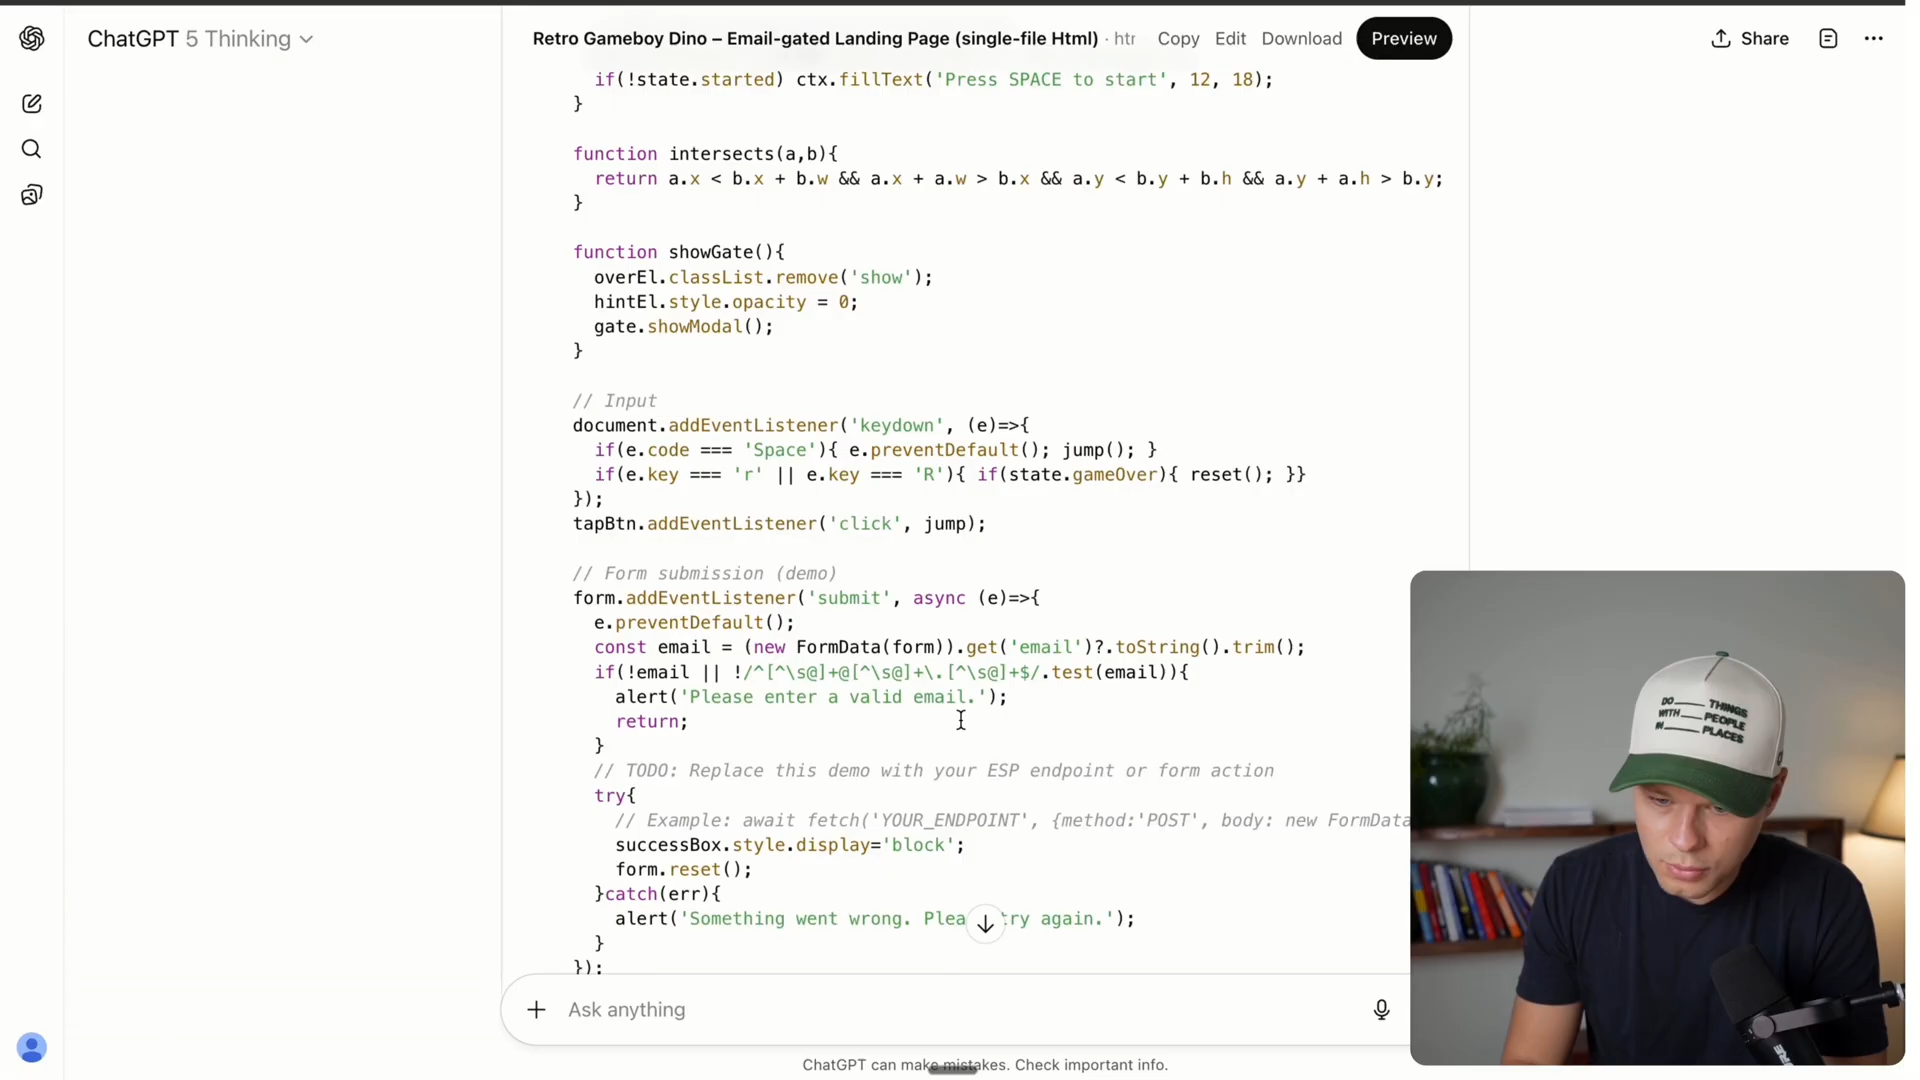 ChatGPT 5 Thinking
Retro Gameboy Dino – Email-gated Landing Page (single-file Html) · htr
Copy Edit Download Preview
Share
if(!state.started) ctx.fillText('Press SPACE to start', 12, 18);
}
function intersects(a,b){
return a.x < b.x + b.w && a.x + a.w > b.x && a.y < b.y + b.h && a.y + a.h > b.y;
}
function showGate(){
overEl.classList.remove('show');
hintEl.style.opacity = 0;
gate.showModal();
}
// Input
document.addEventListener('keydown', (e)=>{
if(e.code === 'Space'){ e.preventDefault(); jump(); }
if(e.key === 'r' || e.key === 'R'){ if(state.gameOver){ reset(); }}
});
tapBtn.addEventListener('click', jump);
// Form submission (demo)
form.addEventListener('submit', async (e)=>{
e.preventDefault();
const email = (new FormData(form)).get('email')?.toString().trim();
if(!email || !/^[^\s@]+@[^\s@]+\.[^\s@]+$/.test(email)){
alert('Please enter a valid email.');
return;
}
// TODO: Replace this demo with your ESP endpoint or form action
try{
// Example: await fetch('YOUR_ENDPOINT', {method:'POST', body: new FormData
successBox.style.display='block';
form.reset();
}catch(err){
alert('Something went wrong. Plea try again.');
}
});
DO THINGS
WITH PEOPLE
IN PLACES
Ask anything
ChatGPT can make mistakes. Check important info.